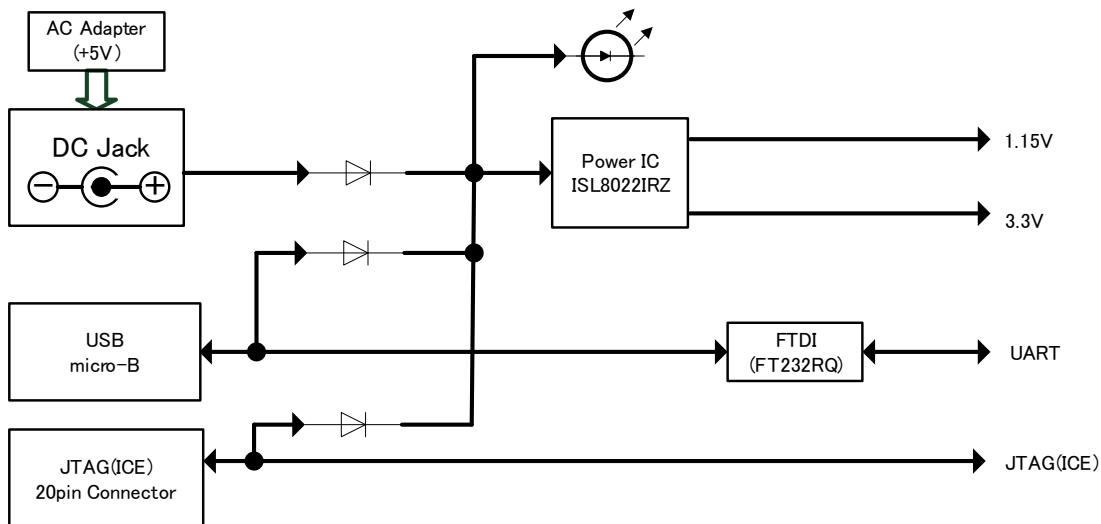 AC Adapter
(+5V)
DC Jack
Power IC
ISL8022IRZ
1.15V
3.3V
USB
micro-B
FTDI
(FT232RQ)
UART
JTAG(ICE)
20pin Connector
JTAG(ICE)